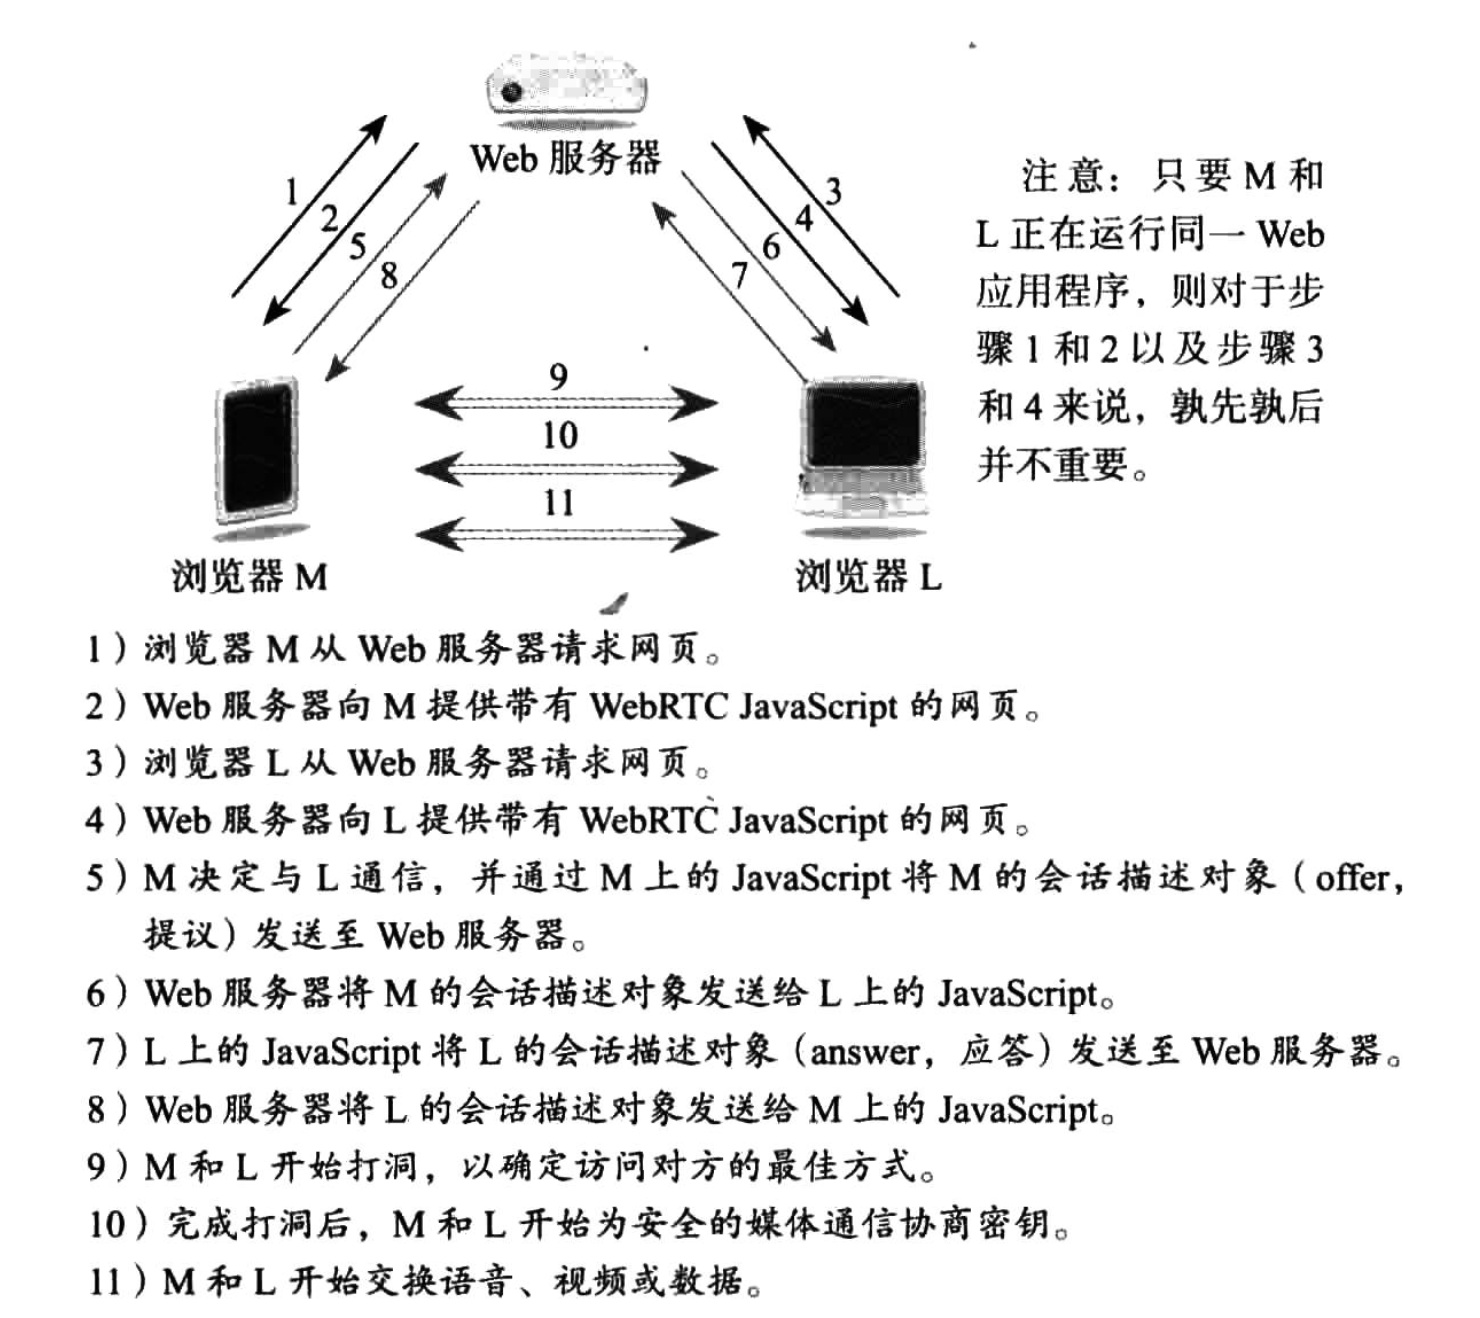 Web 服务器
1
2
5
8
3
4
6
7
9
10
11
浏览器 M
浏览器 L
注意：只要 M 和
L 正在运行同一 Web
应用程序，则对于步
骤 1 和 2 以及步骤 3
和 4 来说，孰先孰后
并不重要。
1）浏览器 M 从 Web 服务器请求网页。
2）Web 服务器向 M 提供带有 WebRTC JavaScript 的网页。
3）浏览器 L 从 Web 服务器请求网页。
4）Web 服务器向 L 提供带有 WebRTC JavaScript 的网页。
5）M 决定与 L 通信，并通过 M 上的 JavaScript 将 M 的会话描述对象（offer，
提议）发送至 Web 服务器。
6）Web 服务器将 M 的会话描述对象发送给 L 上的 JavaScript。
7）L 上的 JavaScript 将 L 的会话描述对象（answer，应答）发送至 Web 服务器。
8）Web 服务器将 L 的会话描述对象发送给 M 上的 JavaScript。
9）M 和 L 开始打洞，以确定访问对方的最佳方式。
10）完成打洞后，M 和 L 开始为安全的媒体通信协商密钥。
11）M 和 L 开始交换语音、视频或数据。